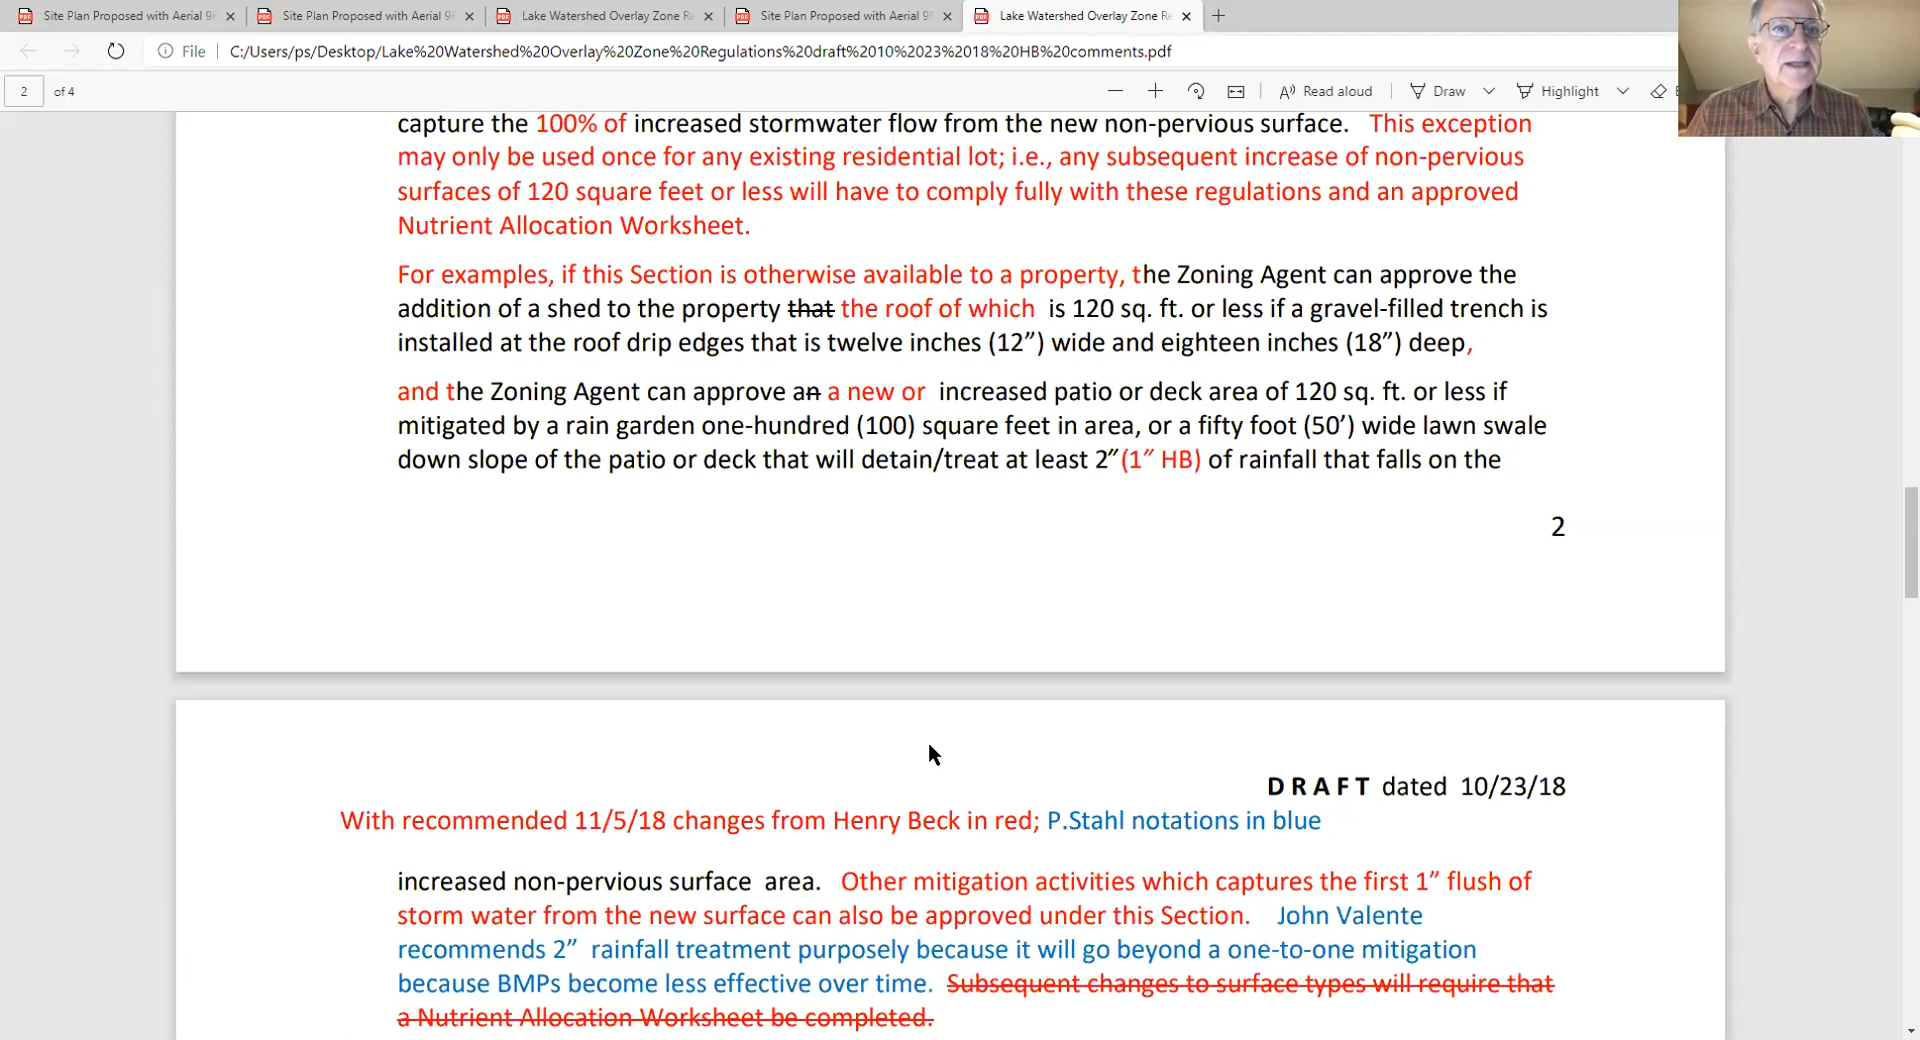 Site Plan Proposed with Aerial 9F
Site Plan Proposed with Aerial 9F
Lake Watershed Overlay Zone Re
Site Plan Proposed with Aerial 9"
Lake Watershed Overlay Zone Re
File C:/Users/ps/Desktop/Lake%20Watershed%20Overlay%20Zone%20Regulations%20draft%2010%2023%2018%20HB%20comments.pdf
2 of 4 Read aloud Draw Highlight
capture the 100% of increased stormwater flow from the new non-pervious surface. This exception
may only be used once for any existing residential lot; i.e., any subsequent increase of non-pervious
surfaces of 120 square feet or less will have to comply fully with these regulations and an approved
Nutrient Allocation Worksheet.
For examples, if this Section is otherwise available to a property, the Zoning Agent can approve the
addition of a shed to the property that the roof of which is 120 sq. ft. or less if a gravel-filled trench is
installed at the roof drip edges that is twelve inches (12”) wide and eighteen inches (18”) deep,
and the Zoning Agent can approve an a new or increased patio or deck area of 120 sq. ft. or less if
mitigated by a rain garden one-hundred (100) square feet in area, or a fifty foot (50’) wide lawn swale
down slope of the patio or deck that will detain/treat at least 2”(1” HB) of rainfall that falls on the
2
D R A F T dated 10/23/18
With recommended 11/5/18 changes from Henry Beck in red; P.Stahl notations in blue
increased non-pervious surface area. Other mitigation activities which captures the first 1” flush of
storm water from the new surface can also be approved under this Section. John Valente
recommends 2” rainfall treatment purposely because it will go beyond a one-to-one mitigation
because BMPs become less effective over time. Subsequent changes to surface types will require that
a Nutrient Allocation Worksheet be completed.